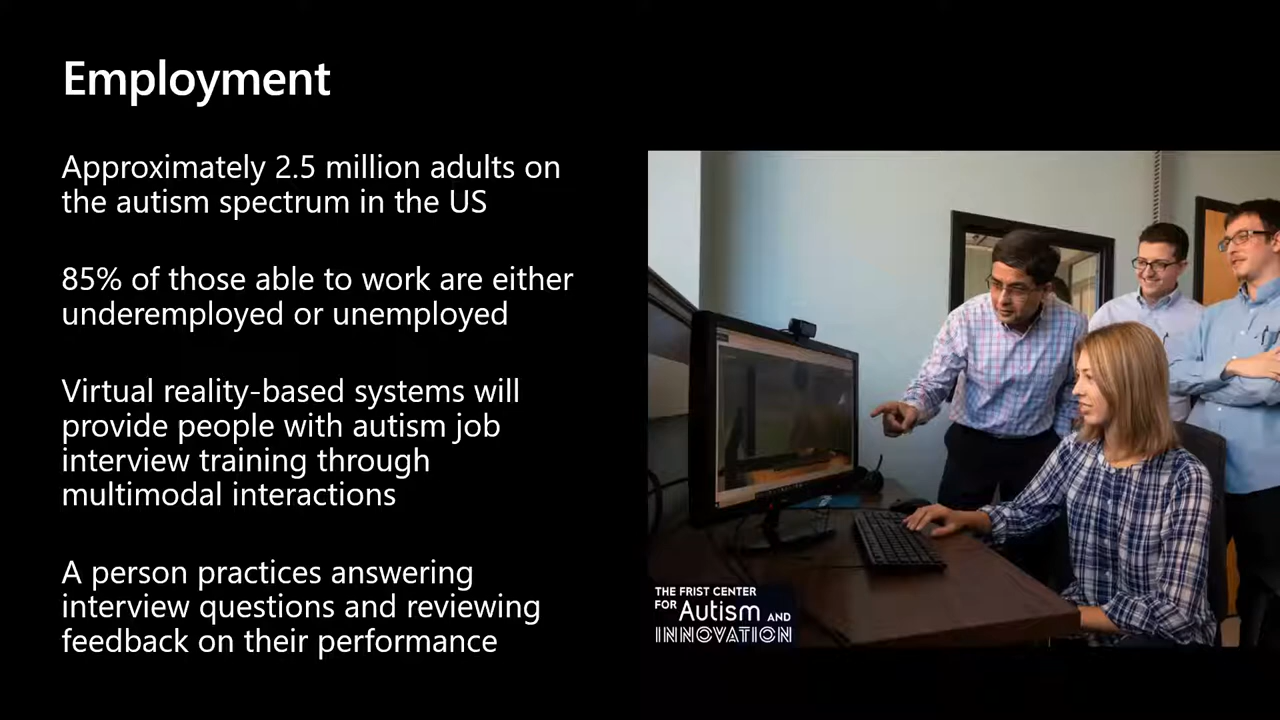 Employment
Approximately 2.5 million adults on
the autism spectrum in the US
85% of those able to work are either
underemployed or unemployed
Virtual reality-based systems will
provide people with autism job
interview training through
multimodal interactions
A person practices answering
interview questions and reviewing
feedback on their performance
THE FRIST CENTER
FOR Autism AND
INNOVATION